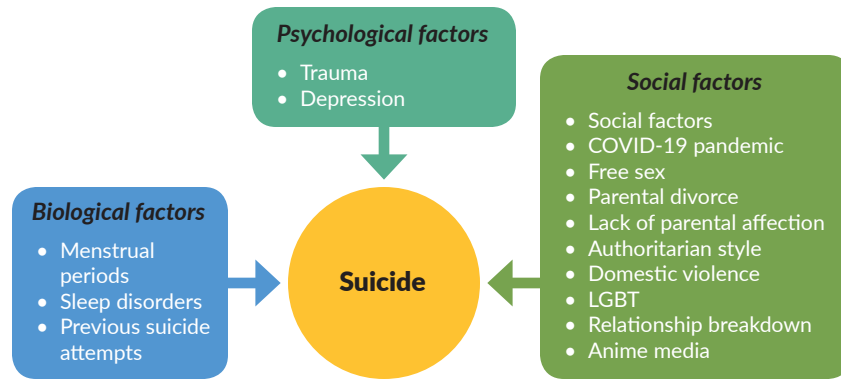 Psychological factors
• Trauma
• Depression
Social factors
• Social factors
• COVID-19 pandemic
• Free sex
• Parental divorce
• Lack of parental affection
• Authoritarian style
• Domestic violence
• LGBT
• Relationship breakdown
• Anime media
Biological factors
• Menstrual
periods
• Sleep disorders
• Previous suicide
attempts
Suicide